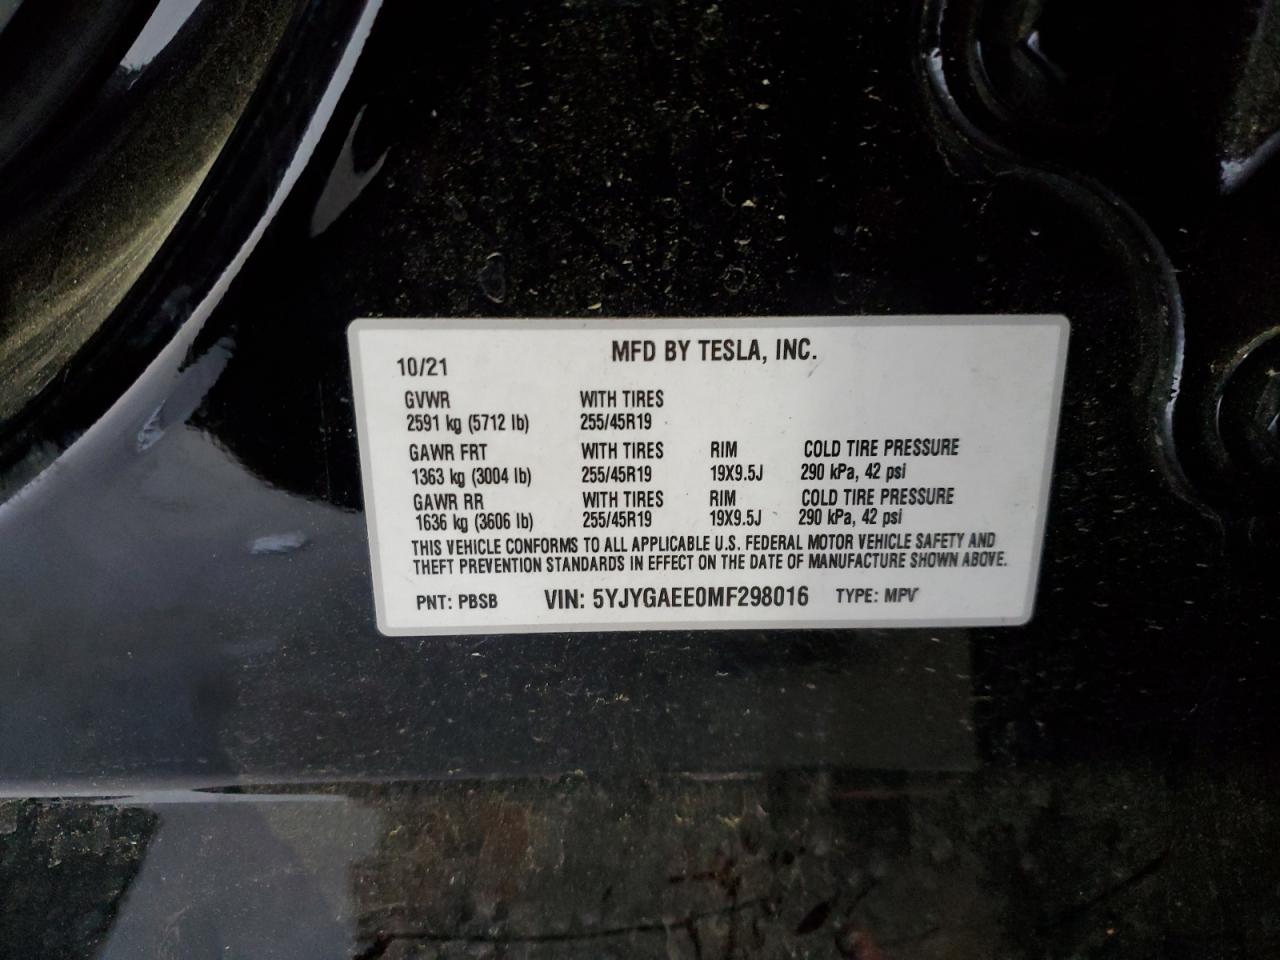 MFD BY TESLA, INC.
10/21
GVWR WITH TIRES
2591 kg (5712 lb) 255/45R19
GAWR FRT WITH TIRES RIM COLD TIRE PRESSURE
1363 kg (3004 lb) 255/45R19 19X9.5J 290 kPa, 42 psi
GAWR RR WITH TIRES RIM COLD TIRE PRESSURE
1636 kg (3606 lb) 255/45R19 19X9.5J 290 kPa, 42 psi
THIS VEHICLE CONFORMS TO ALL APPLICABLE U.S. FEDERAL MOTOR VEHICLE SAFETY AND
THEFT PREVENTION STANDARDS IN EFFECT ON THE DATE OF MANUFACTURE SHOWN ABOVE.
PNT: PBSB VIN: 5YJYGAEE0MF298016 TYPE: MPV